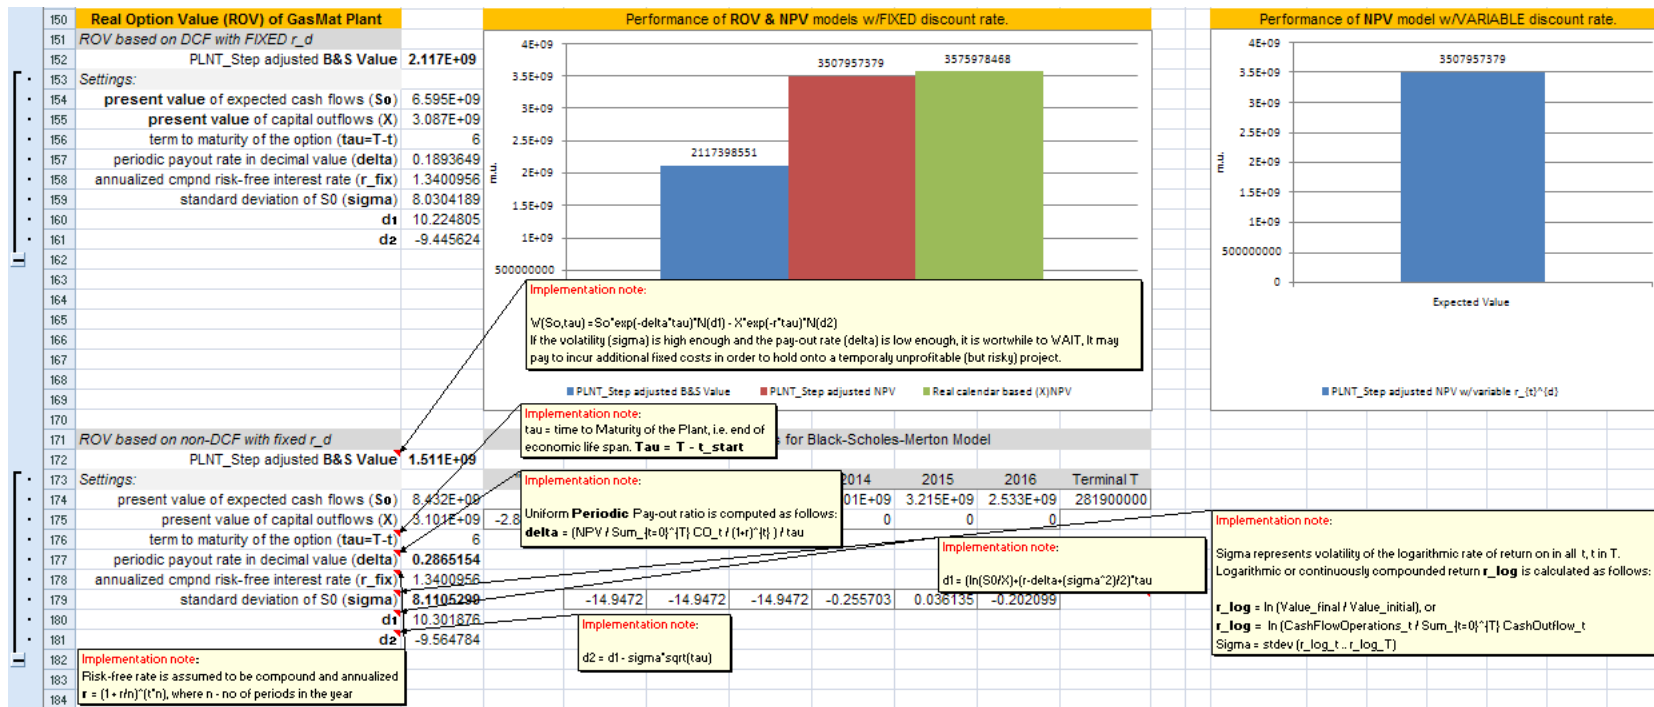 150 Real Option Value (ROV) of GasMat Plant
Performance of ROV & NPV models w/FIXED discount rate.
Performance of NPV model w/VARIABLE discount rate.
151 ROV based on DCF with FIXED r_d
152 PLNT_Step adjusted B&S Value 2.117E+09
153 Settings:
154 present value of expected cash flows (So) 6.595E+09
155 present value of capital outflows (X) 3.087E+09
156 term to maturity of the option (tau=T-t) 6
157 periodic payout rate in decimal value (delta) 0.1893649
158 annualized cmpnd risk-free interest rate (r_fix) 1.3400956
159 standard deviation of S0 (sigma) 8.0304189
160 d1 10.224805
161 d2 -9.445624
162
163
164
165
166
167
168
169
170
4E+09
3.5E+09
3E+09
2.5E+09
2E+09
1.5E+09
1E+09
500000000
m.u.
2117398551
3507957379
3575978468
PLNT_Step adjusted B&S Value PLNT_Step adjusted NPV Real calendar based (X)NPV
4E+09
3.5E+09
3E+09
2.5E+09
2E+09
1.5E+09
1E+09
500000000
0
m.u.
3507957379
Expected Value
PLNT_Step adjusted NPV w/variable r_{t}^{d}
Implementation note:
W(So,tau) = So*exp(-delta*tau)*N(d1) - X*exp(-r*tau)*N(d2)
If the volatility (sigma) is high enough and the pay-out rate (delta) is low enough, it is wortwhile to WAIT, It may
pay to incur additional fixed costs in order to hold onto a temporaly unprofitable (but risky) project.
Implementation note:
tau = time to Maturity of the Plant, i.e. end of
economic life span. Tau = T - t_start
171 ROV based on non-DCF with fixed r_d
for Black-Scholes-Merton Model
172 PLNT_Step adjusted B&S Value 1.511E+09
173 Settings: 2014 2015 2016 Terminal T
174 present value of expected cash flows (So) 8.432E+09 01E+09 3.215E+09 2.533E+09 281900000
175 present value of capital outflows (X) 3.101E+09 -2.8 0 0 0
176 term to maturity of the option (tau=T-t) 6
177 periodic payout rate in decimal value (delta) 0.2865154
178 annualized cmpnd risk-free interest rate (r_fix) 1.3400956
179 standard deviation of S0 (sigma) 8.1105299 -14.9472 -14.9472 -14.9472 -0.255703 0.036135 -0.202099
180 d1 10.301876
181 d2 -9.564784
182
183
184
Implementation note:
Uniform Periodic Pay-out ratio is computed as follows:
delta = (NPV / Sum_{t=0}^{T} CO_t / (1+r)^{t} ) / tau
Implementation note:
d1 = (ln(S0/X)+(r-delta+(sigma^2)/2)*tau
Implementation note:
d2 = d1 - sigma*sqrt(tau)
Implementation note:
Risk-free rate is assumed to be compound and annualized
r = (1+ r/n)^(t*n), where n - no of periods in the year
Implementation note:
Sigma represents volatility of the logarithmic rate of return on in all t, t in T.
Logarithmic or continuously compounded return r_log is calculated as follows:
r_log = ln (Value_final / Value_initial), or
r_log = ln (CashFlowOperations_t / Sum_{t=0}^{T} CashOutflow_t
Sigma = stdev (r_log_t .. r_log_T)